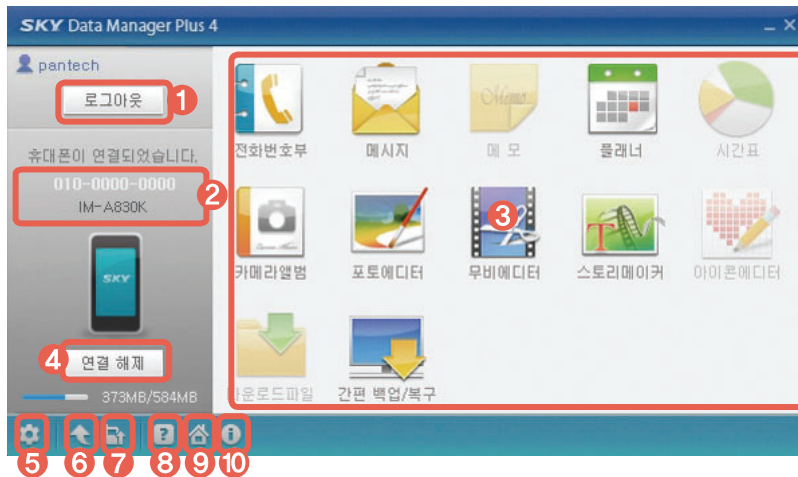 SKY Data Manager Plus 4
pantech
로그아웃 1
휴대폰이 연결되었습니다.
010-0000-0000
2
IM-A830K
SKY
4 연결 해제
373MB/584MB
전화번호부 메시지 메 모 플래너 시간표
Memo
카메라앨범 포토에디터 무비에디터 스토리메이커 아이콘에디터
3
T
다운로드파일 간편 백업/복구
5 6 7 8 9 10